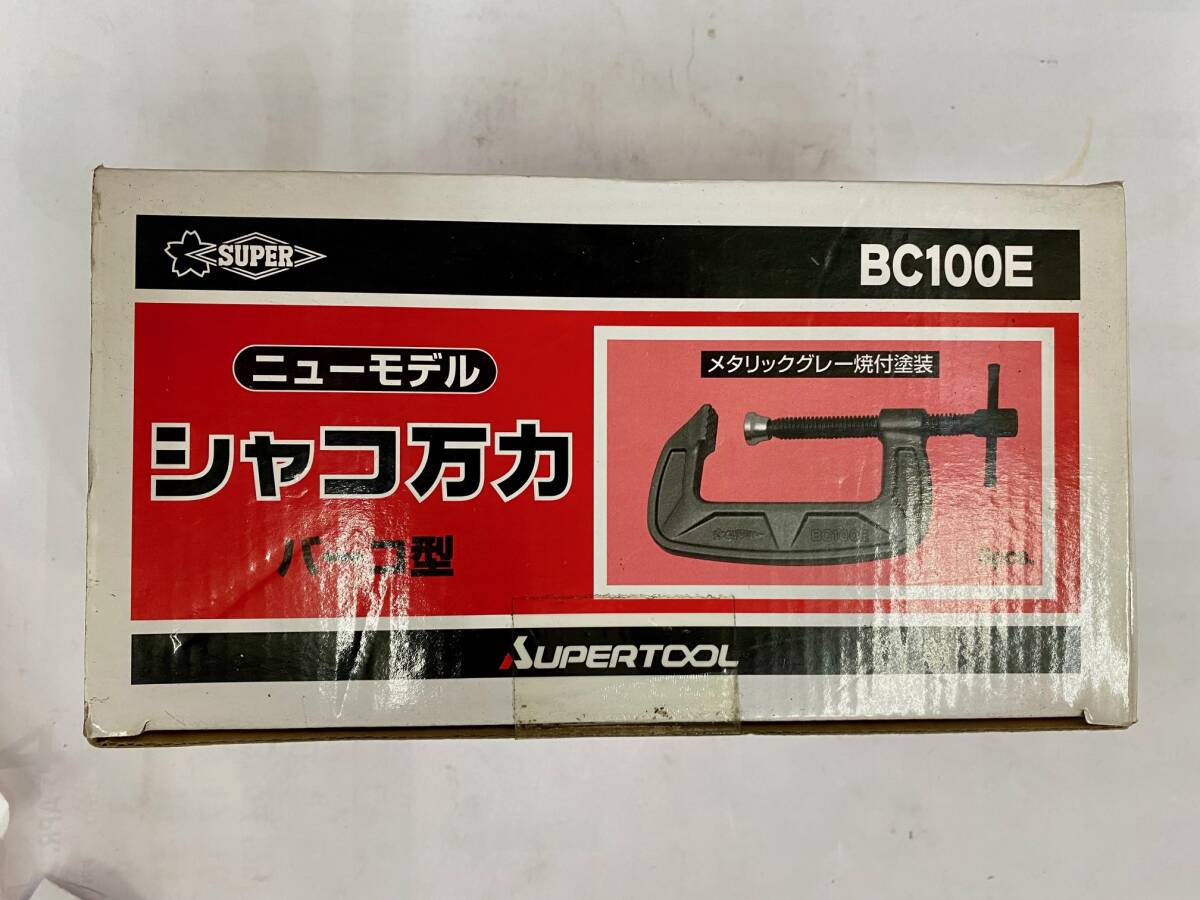 SUPER
BC100E
ニューモデル
シャコ万力
バーコ型
メタリックグレー焼付塗装
BC100E
SUPERTOOL